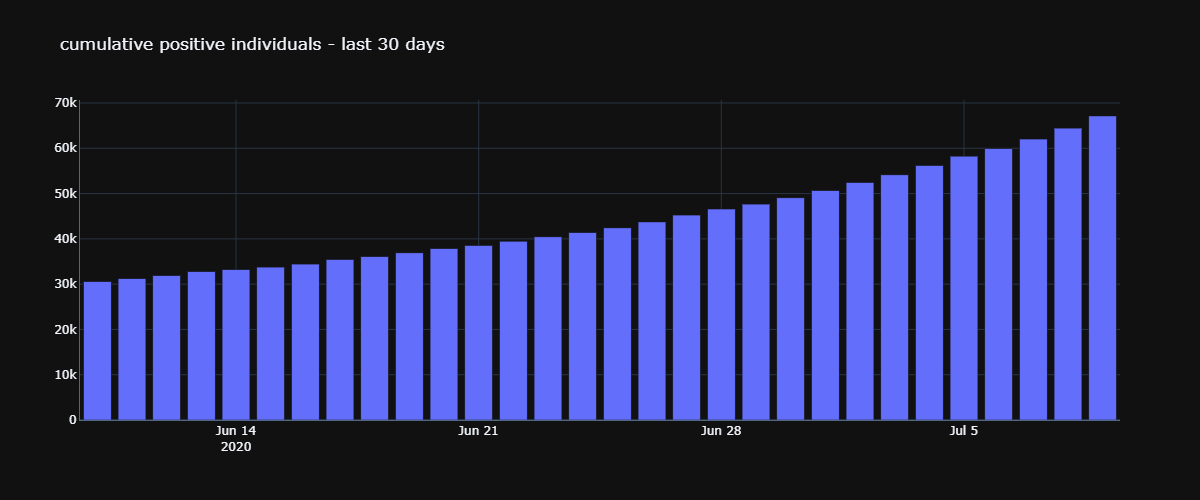 cumulative positive individuals - last 30 days
70k
60k
50k
40k
30k
20k
10k
0
Jun 14 Jun 21 Jun 28 Jul 5
2020